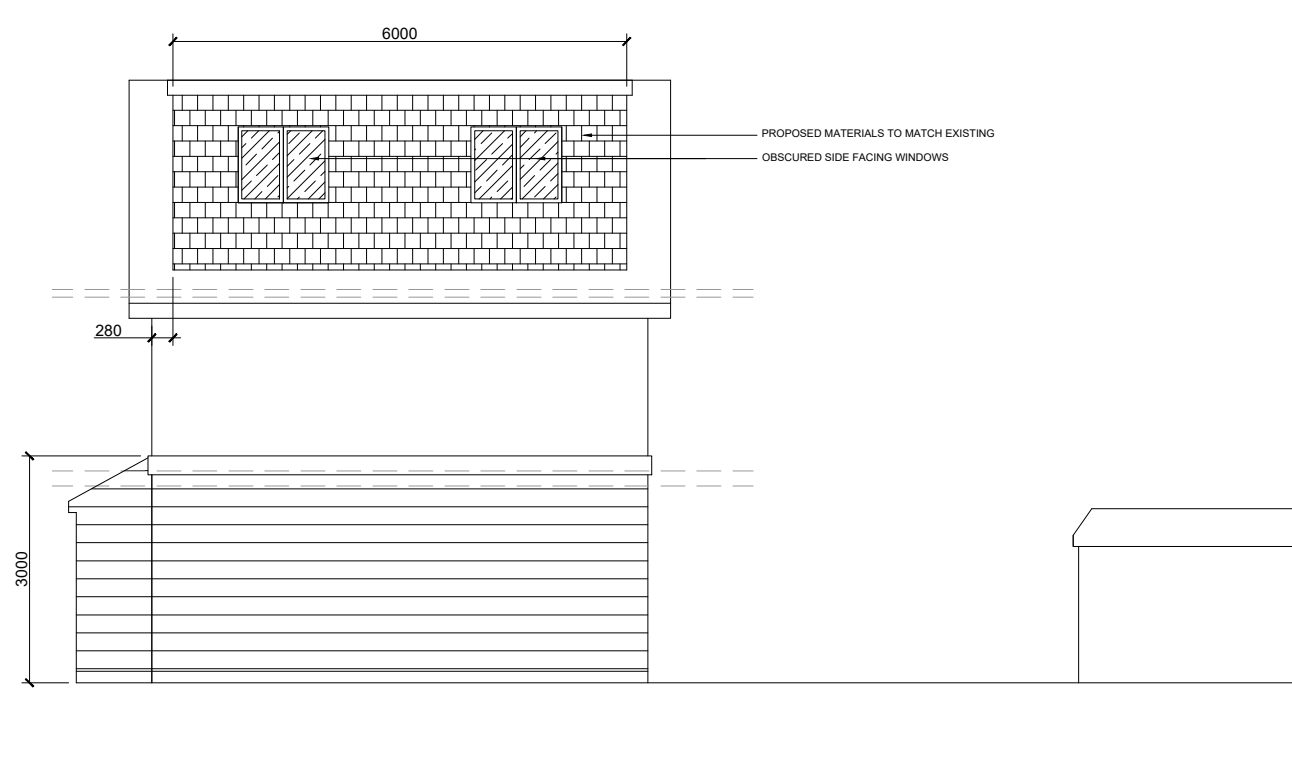 6000
PROPOSED MATERIALS TO MATCH EXISTING
OBSCURED SIDE FACING WINDOWS
280
3000